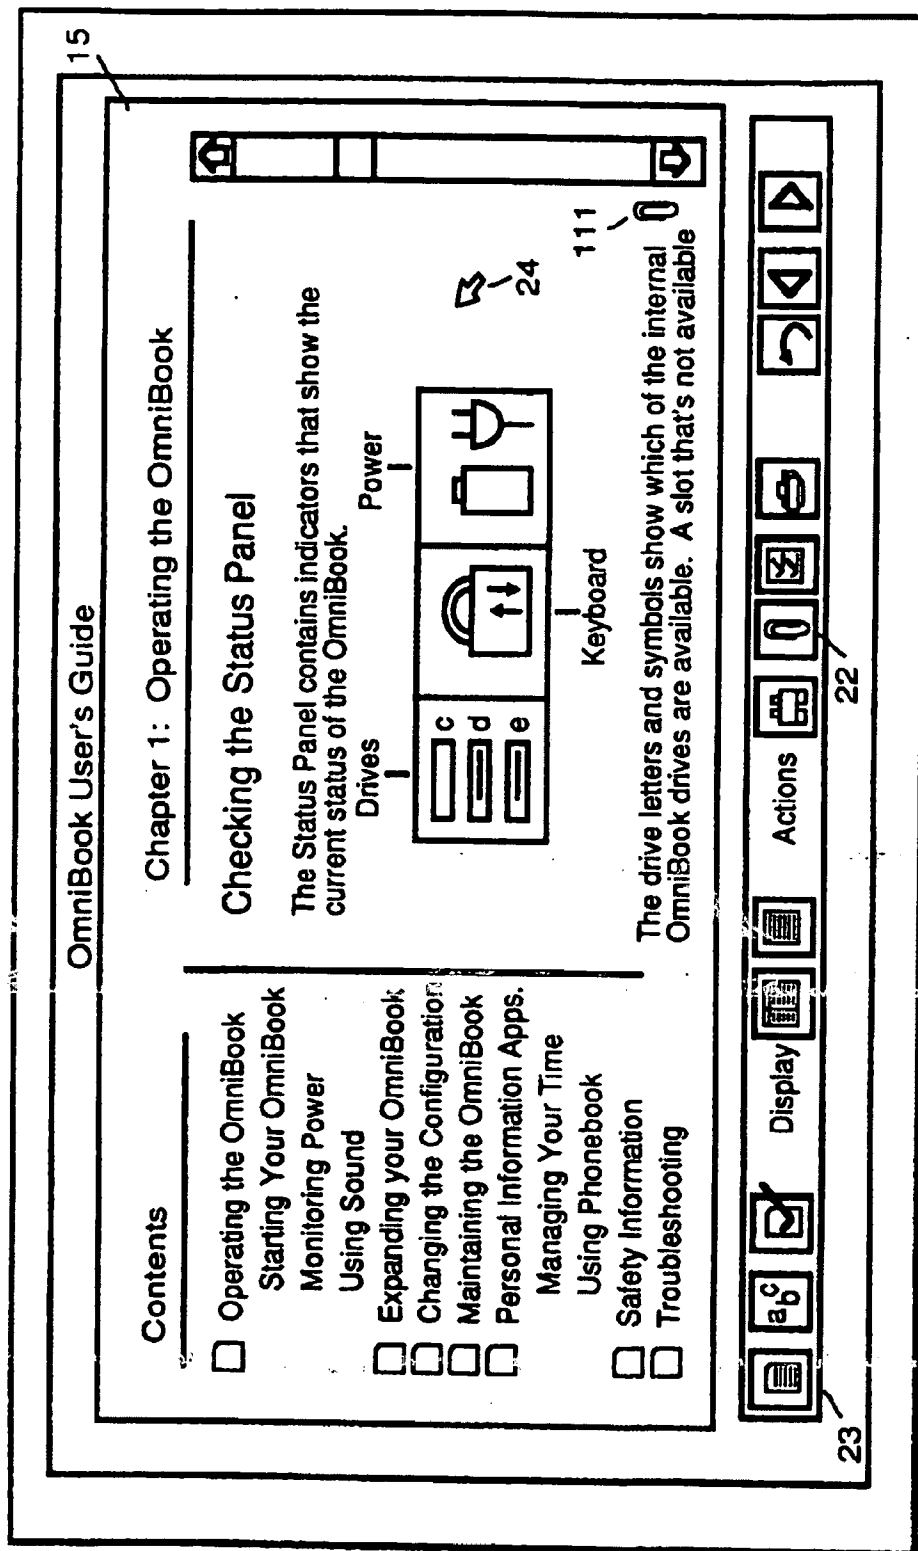 15
OmniBook User's Guide
Contents
Operating the OmniBook
Starting Your OmniBook
Monitoring Power
Using Sound
Expanding your OmniBook
Changing the Configuration
Maintaining the OmniBook
Personal Information Apps.
Managing Your Time
Using Phonebook
Safety Information
Troubleshooting
Chapter 1: Operating the OmniBook
Checking the Status Panel
The Status Panel contains indicators that show the
current status of the OmniBook.
Drives
Power
c
d
e
Keyboard
24
111
The drive letters and symbols show which of the internal
OmniBook drives are available. A slot that's not available
abc
Display
Actions
23
22